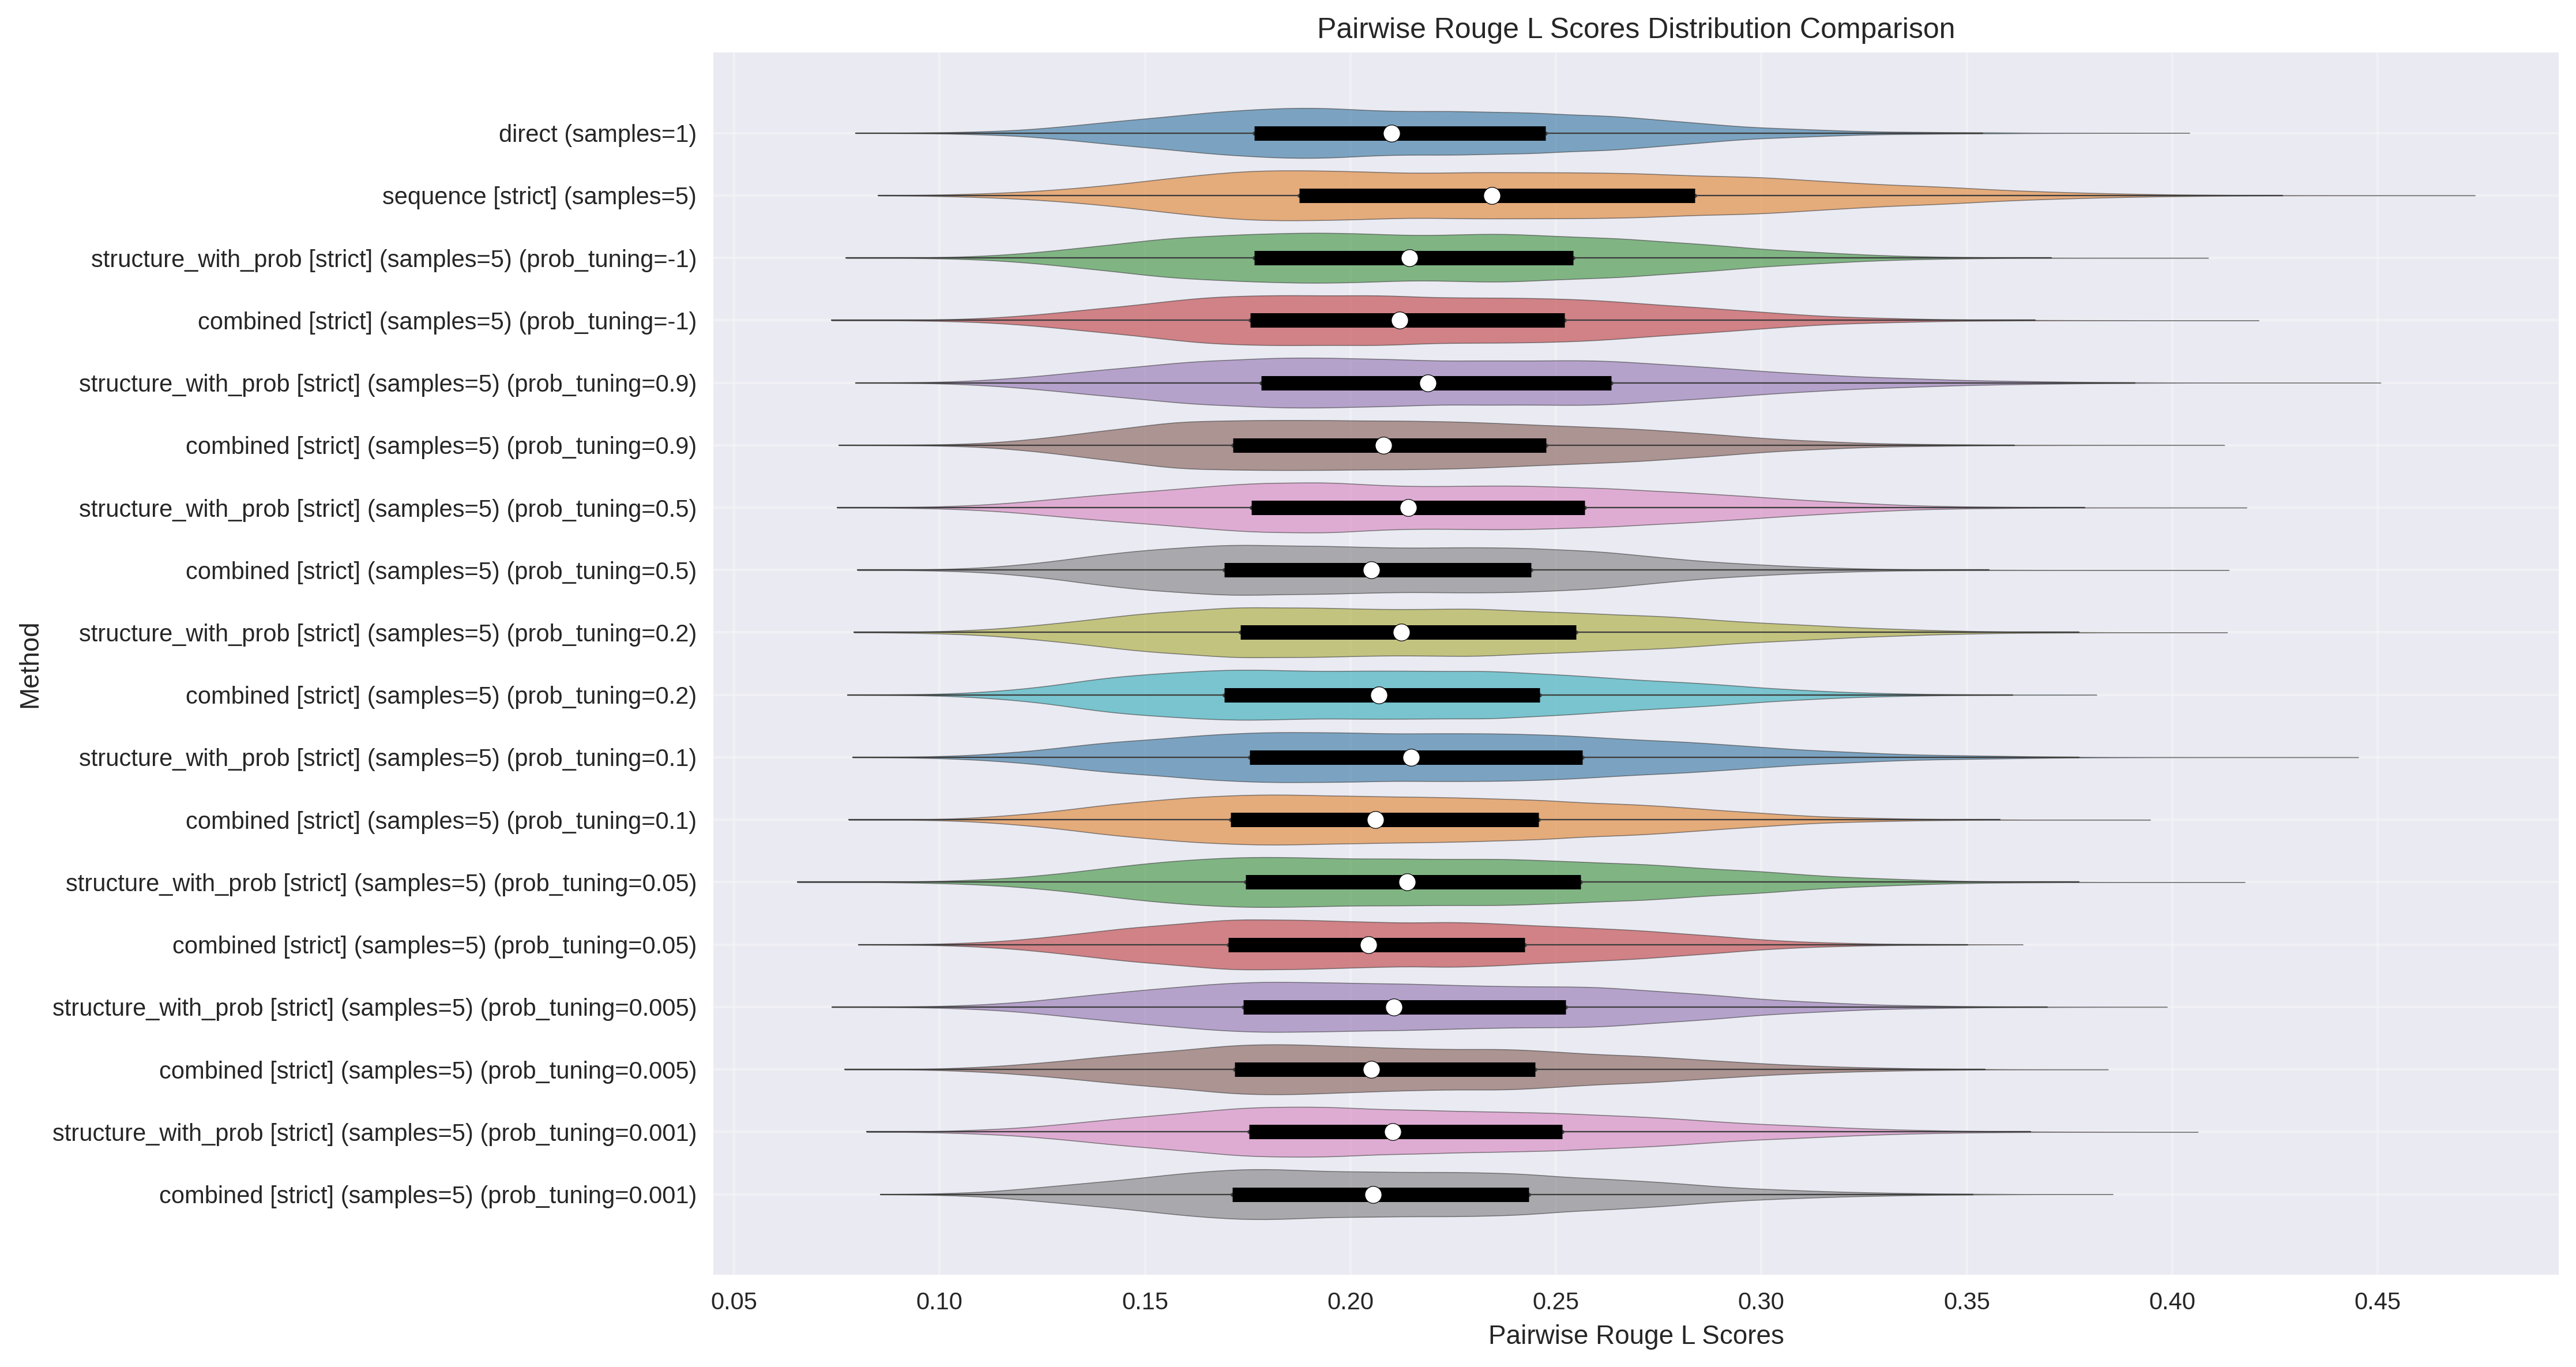 Pairwise Rouge L Scores Distribution Comparison
direct (samples=1)
sequence [strict] (samples=5)
structure_with_prob [strict] (samples=5) (prob_tuning=-1)
combined [strict] (samples=5) (prob_tuning=-1)
structure_with_prob [strict] (samples=5) (prob_tuning=0.9)
combined [strict] (samples=5) (prob_tuning=0.9)
structure_with_prob [strict] (samples=5) (prob_tuning=0.5)
combined [strict] (samples=5) (prob_tuning=0.5)
structure_with_prob [strict] (samples=5) (prob_tuning=0.2)
combined [strict] (samples=5) (prob_tuning=0.2)
structure_with_prob [strict] (samples=5) (prob_tuning=0.1)
combined [strict] (samples=5) (prob_tuning=0.1)
structure_with_prob [strict] (samples=5) (prob_tuning=0.05)
combined [strict] (samples=5) (prob_tuning=0.05)
structure_with_prob [strict] (samples=5) (prob_tuning=0.005)
combined [strict] (samples=5) (prob_tuning=0.005)
structure_with_prob [strict] (samples=5) (prob_tuning=0.001)
combined [strict] (samples=5) (prob_tuning=0.001)
Method
0.05 0.10 0.15 0.20 0.25 0.30 0.35 0.40 0.45
Pairwise Rouge L Scores